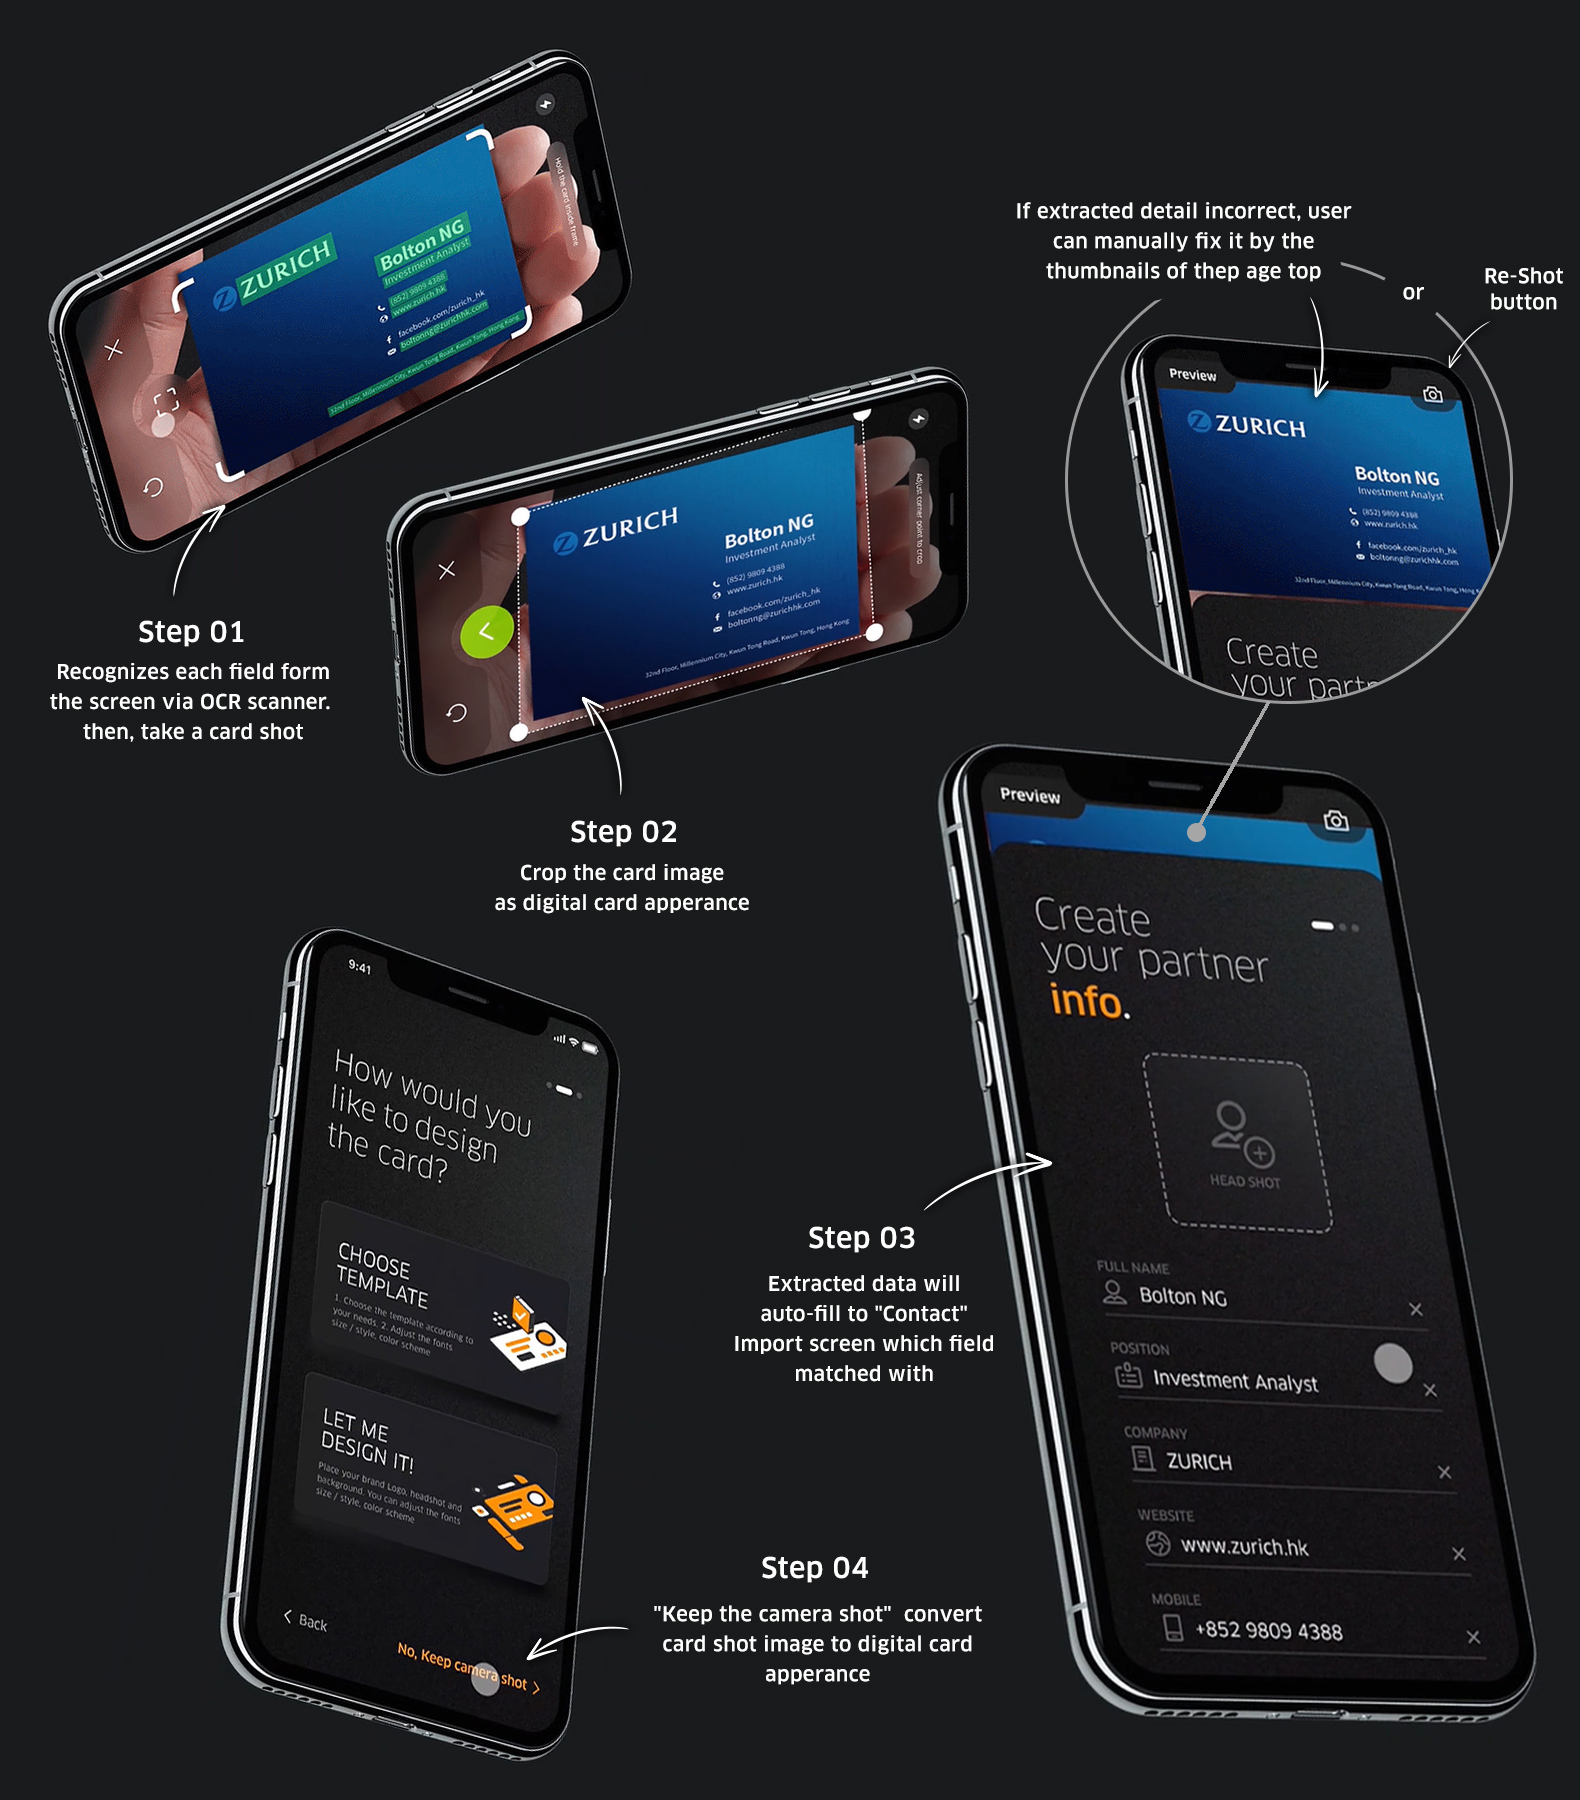 Hold the card inside frame
ZURICH
Bolton NG
Investment Analyst
(852) 9809 4388
www.zurich.hk
facebook.com/zurich_hk
boltonng@zurichhk.com
32nd Floor, Millennium City, Kwun Tong Road, Kwun Tong, Hong Kong
Step 01
Recognizes each field form
the screen via OCR scanner.
then, take a card shot
Adjust corner point to crop
ZURICH
Bolton NG
Investment Analyst
(852) 9809 4388
www.zurich.hk
facebook.com/zurich_hk
boltonng@zurichhk.com
32nd Floor, Millennium City, Kwun Tong Road, Kwun Tong, Hong Kong
Step 02
Crop the card image
as digital card apperance
If extracted detail incorrect, user
can manually fix it by the
thumbnails of thep age top
or
Re-Shot
button
Preview
ZURICH
Bolton NG
Investment Analyst
(852) 9809 4388
www.zurich.hk
facebook.com/zurich_hk
boltonng@zurichhk.com
32nd Floor, Millennium City, Kwun Tong Road, Kwun Tong, Hong
Create
your partn
Preview
Create
your partner
info.
HEAD SHOT
FULL NAME
Bolton NG
POSITION
Investment Analyst
COMPANY
ZURICH
WEBSITE
www.zurich.hk
MOBILE
+852 9809 4388
Step 03
Extracted data will
auto-fill to "Contact"
Import screen which field
matched with
9:41
How would you
like to design
the card?
CHOOSE
TEMPLATE
1. Choose the template according to
your needs. 2. Adjust the fonts
size / style, color scheme
LET ME
DESIGN IT!
Place your brand Logo, headshot and
background. You can adjust the fonts
size / style, color scheme
Back
No, Keep camera shot
Step 04
"Keep the camera shot" convert
card shot image to digital card
apperance